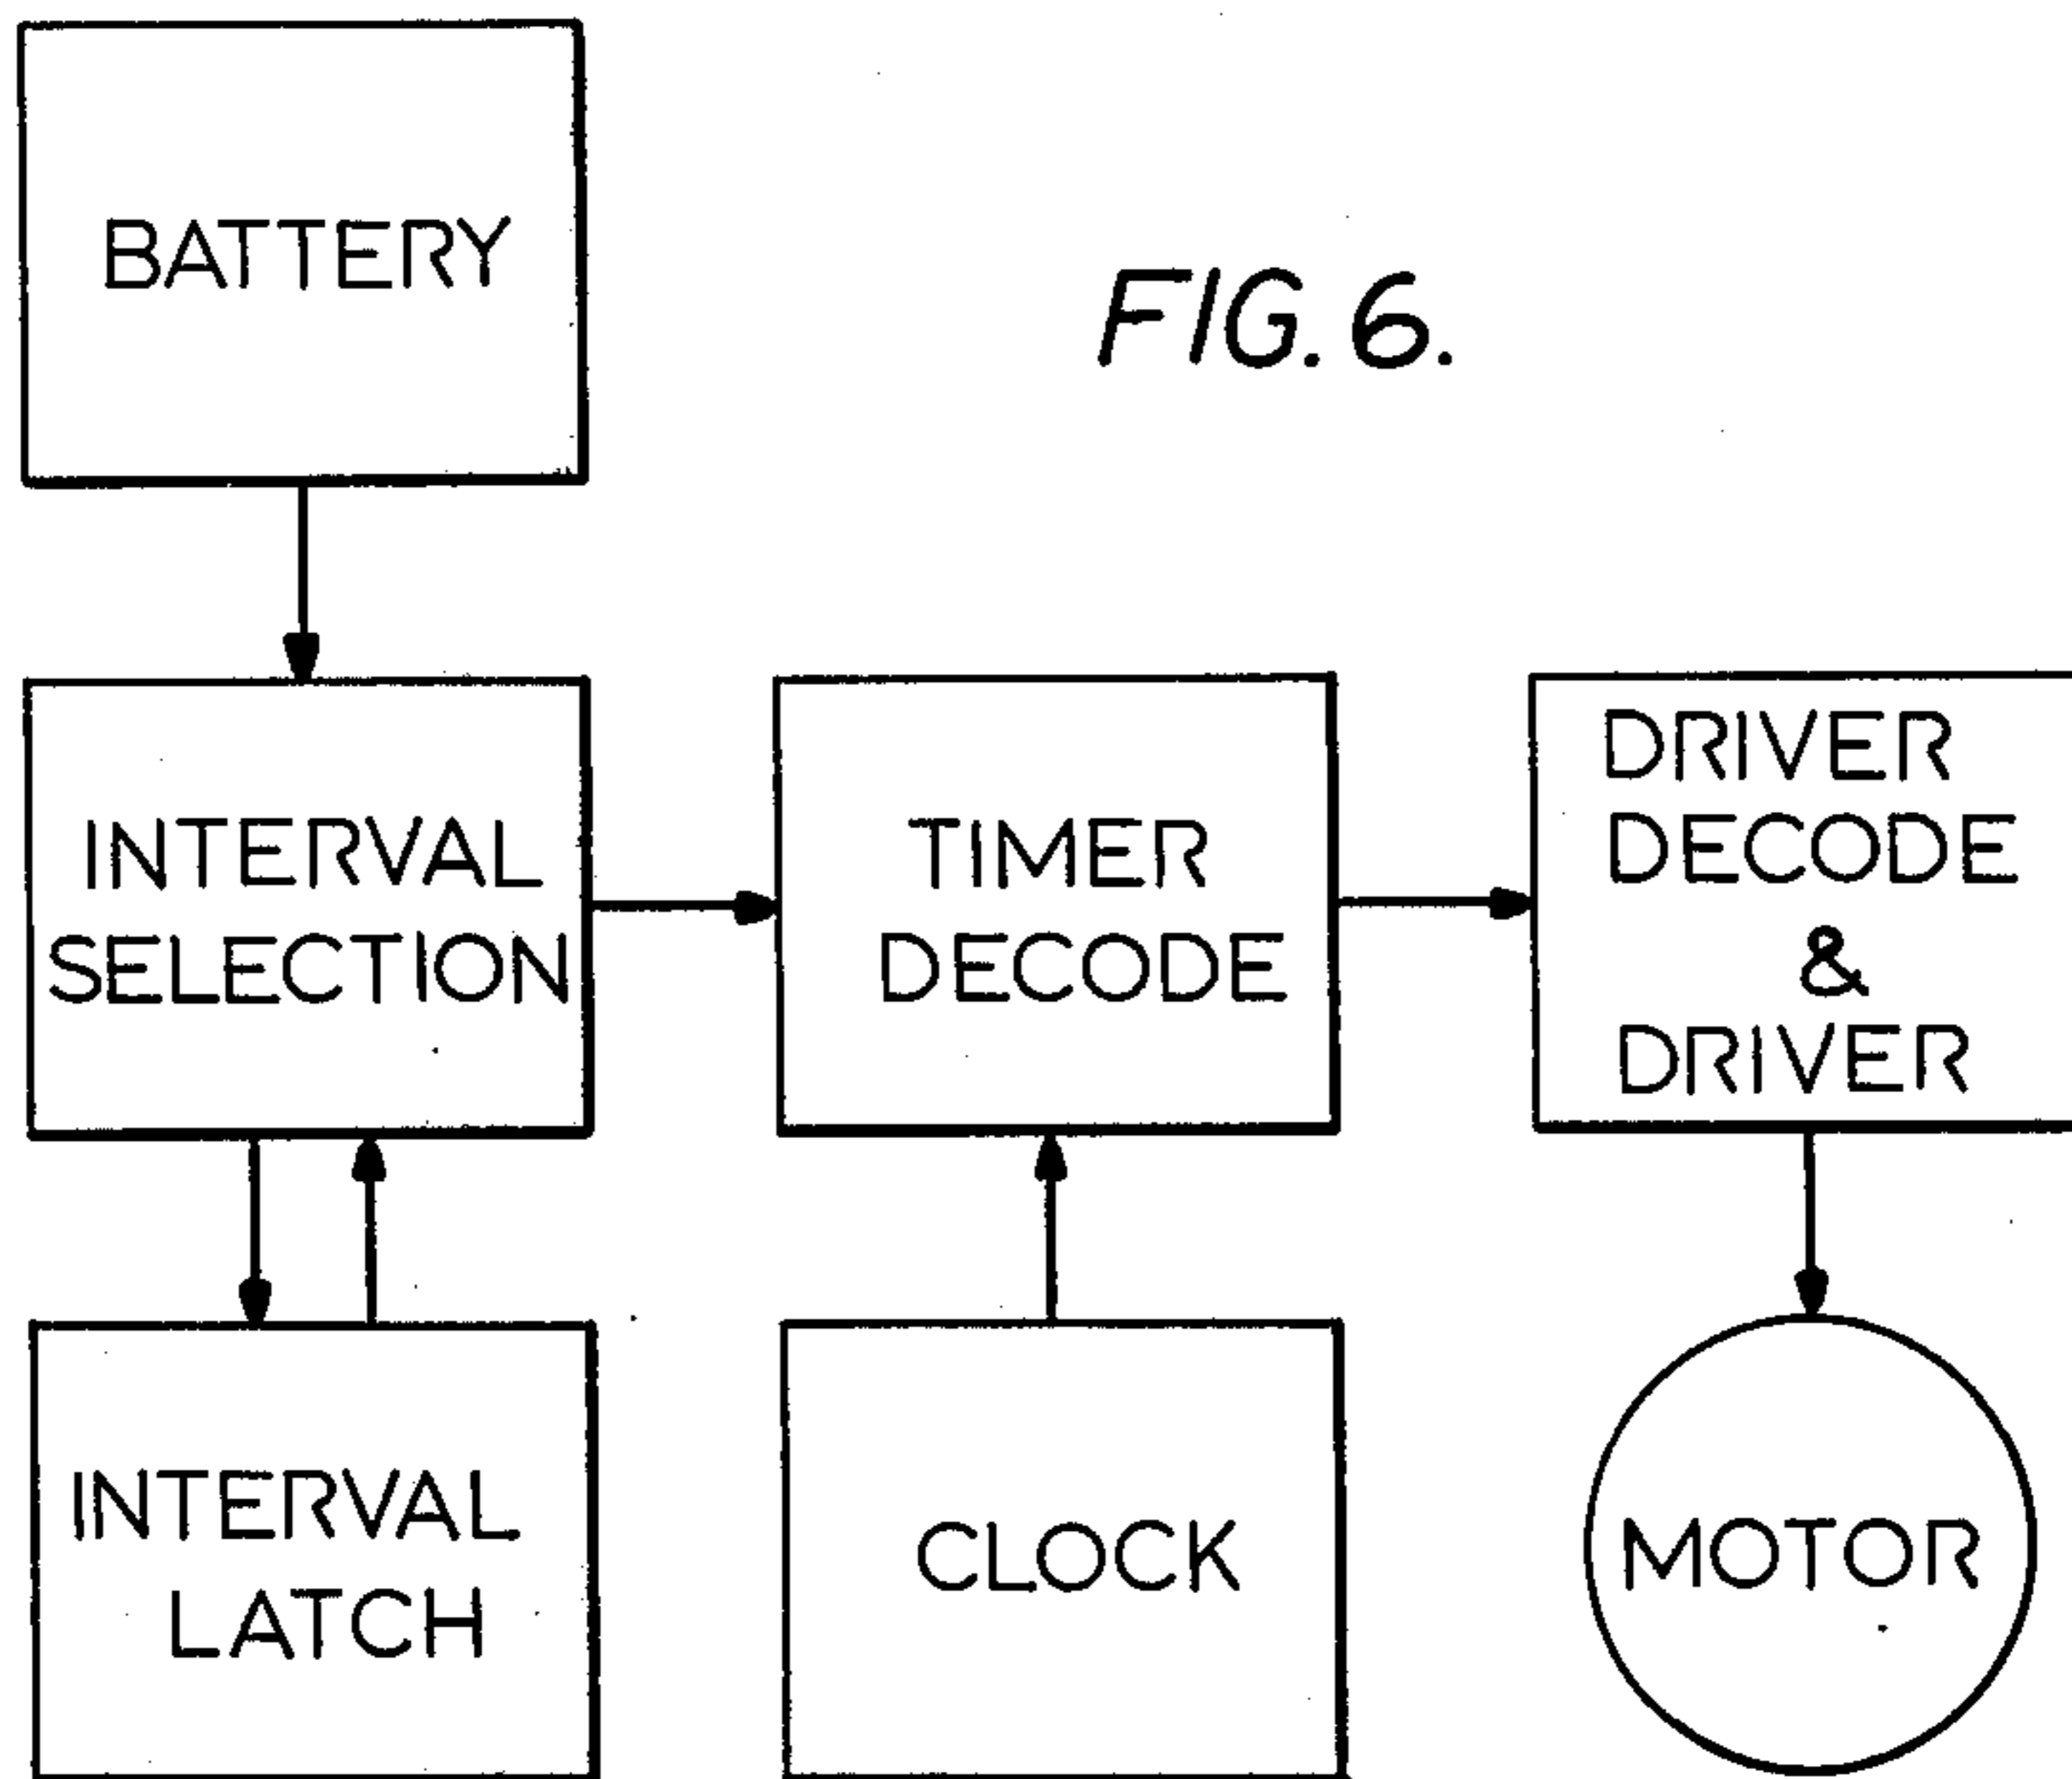 BATTERY
FIG. 6.
INTERVAL
SELECTION
TIMER
DECODE
DRIVER
DECODE
&
DRIVER
INTERVAL
LATCH
CLOCK
MOTOR